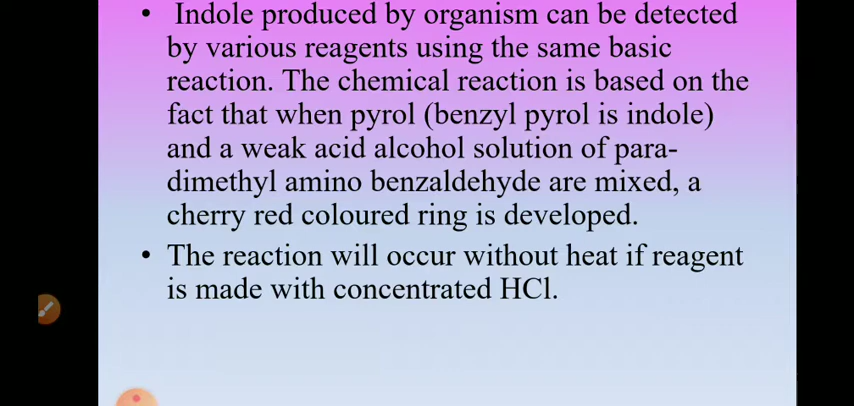 • Indole produced by organism can be detected
by various reagents using the same basic
reaction. The chemical reaction is based on the
fact that when pyrol (benzyl pyrol is indole)
and a weak acid alcohol solution of para-
dimethyl amino benzaldehyde are mixed, a
cherry red coloured ring is developed.
• The reaction will occur without heat if reagent
is made with concentrated HCl.